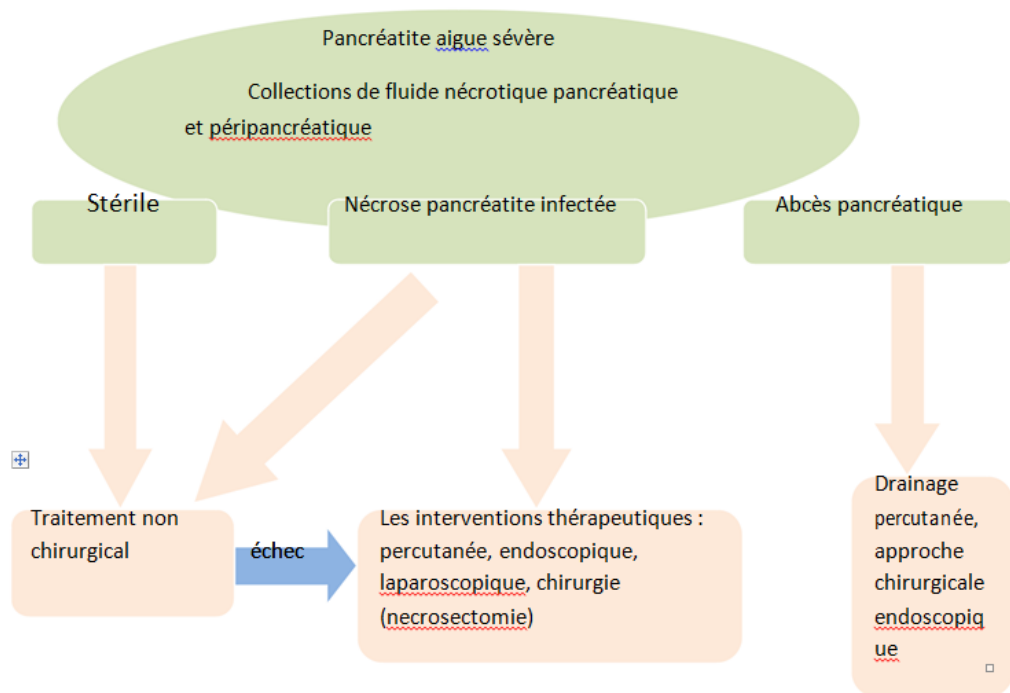 Pancréatite aigue sévère
Collections de fluide nécrotique pancréatique
et péripancréatique
Stérile
Nécrose pancréatite infectée
Abcès pancréatique
Traitement non
chirurgical
échec
Les interventions thérapeutiques :
percutanée, endoscopique,
laparoscopique, chirurgie
(necrosectomie)
Drainage
percutanée,
approche
chirurgicale
endoscopiq
ue